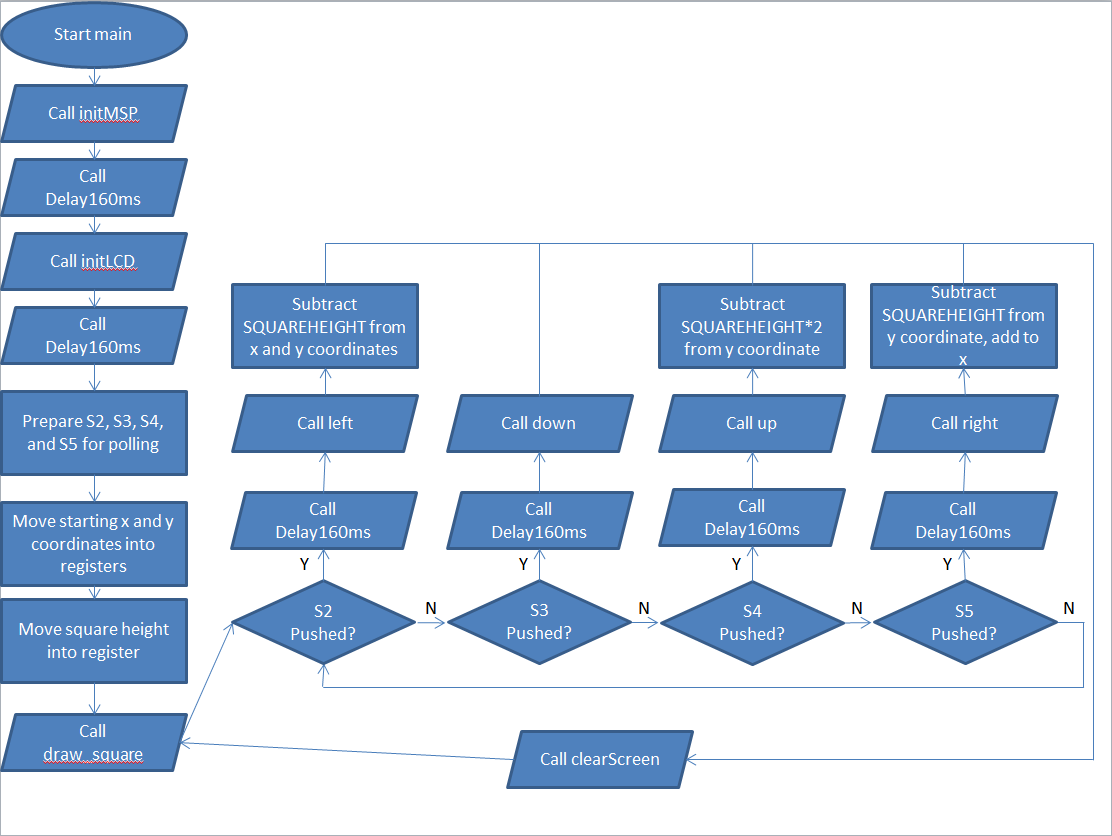 Start main
Call initMSP
Call
Delay160ms
Call initLCD
Call
Delay160ms
Prepare S2, S3, S4,
and S5 for polling
Move starting x and y
coordinates into
registers
Move square height
into register
Call
draw_square
S2
Pushed?
Y
N
Call
Delay160ms
Call left
Subtract
SQUAREHEIGHT from
x and y coordinates
S3
Pushed?
Y
N
Call
Delay160ms
Call down
S4
Pushed?
Y
N
Call
Delay160ms
Call up
Subtract
SQUAREHEIGHT*2
from y coordinate
S5
Pushed?
Y
N
Call
Delay160ms
Call right
Subtract
SQUAREHEIGHT from
y coordinate, add to
x
Call clearScreen